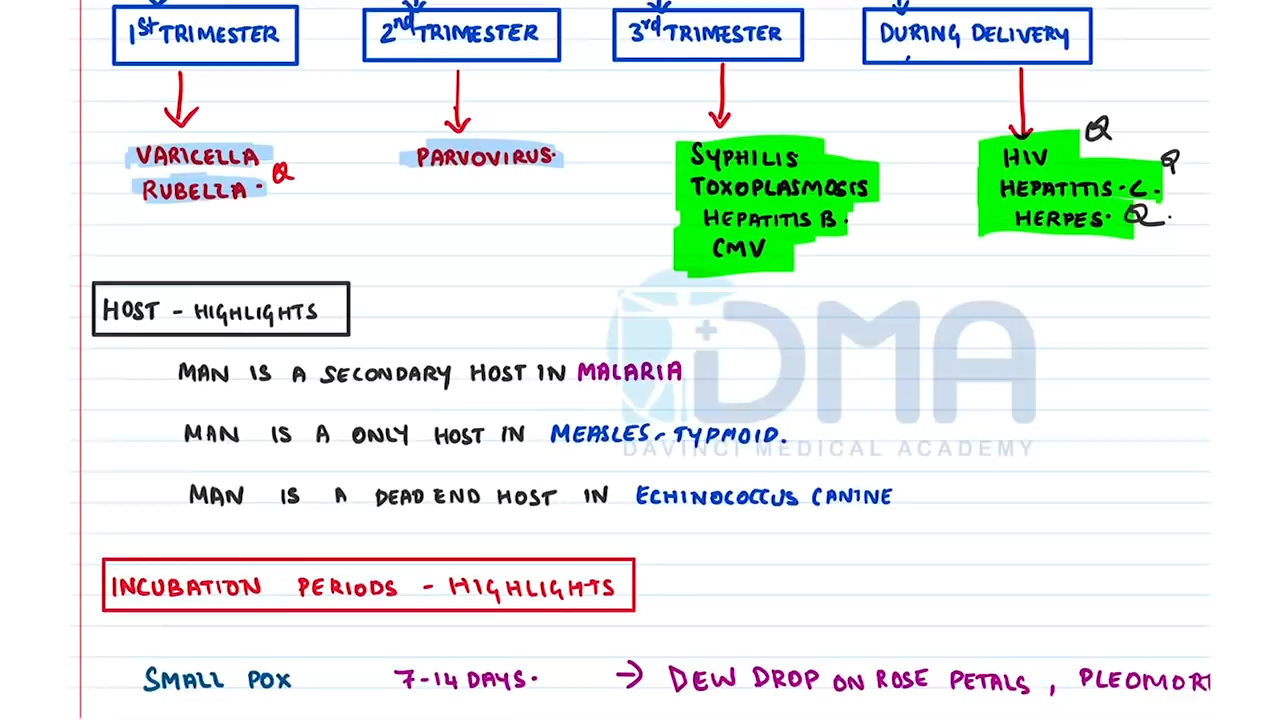 1st TRIMESTER 2nd TRIMESTER 3rd TRIMESTER DURING DELIVERY
VARICELLA PARVOVIRUS. SYPHILIS HIV Q
RUBELLA. Q TOXOPLASMOSIS HEPATITIS. C. Q
HEPATITIS B. HERPES. Q.
CMV
HOST - HIGHLIGHTS
MAN IS A SECONDARY HOST IN MALARIA
MAN IS A ONLY HOST IN MEASLES - TYPMOID.
MAN IS A DEAD END HOST IN ECHINOCOCCUS CANINE
INCUBATION PERIODS - HIGHLIGHTS
SMALL POX 7-14 DAYS. → DEW DROP ON ROSE PETALS,
DMA
DAVINCI MEDICAL ACADEMY